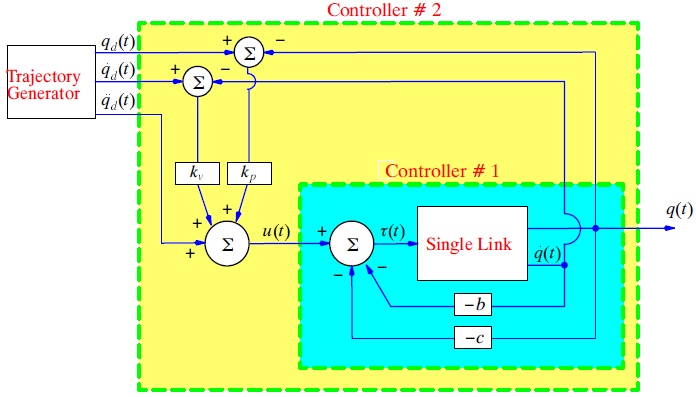 Controller # 2
q_d(t)
q̇_d(t)
q̈_d(t)
Trajectory
Generator
+
−
Σ
+
−
Σ
k_v
k_p
+
+
+
Σ
u(t)
Controller # 1
+
−
−
Σ
τ(t)
Single Link
q̇(t)
q(t)
−b
−c